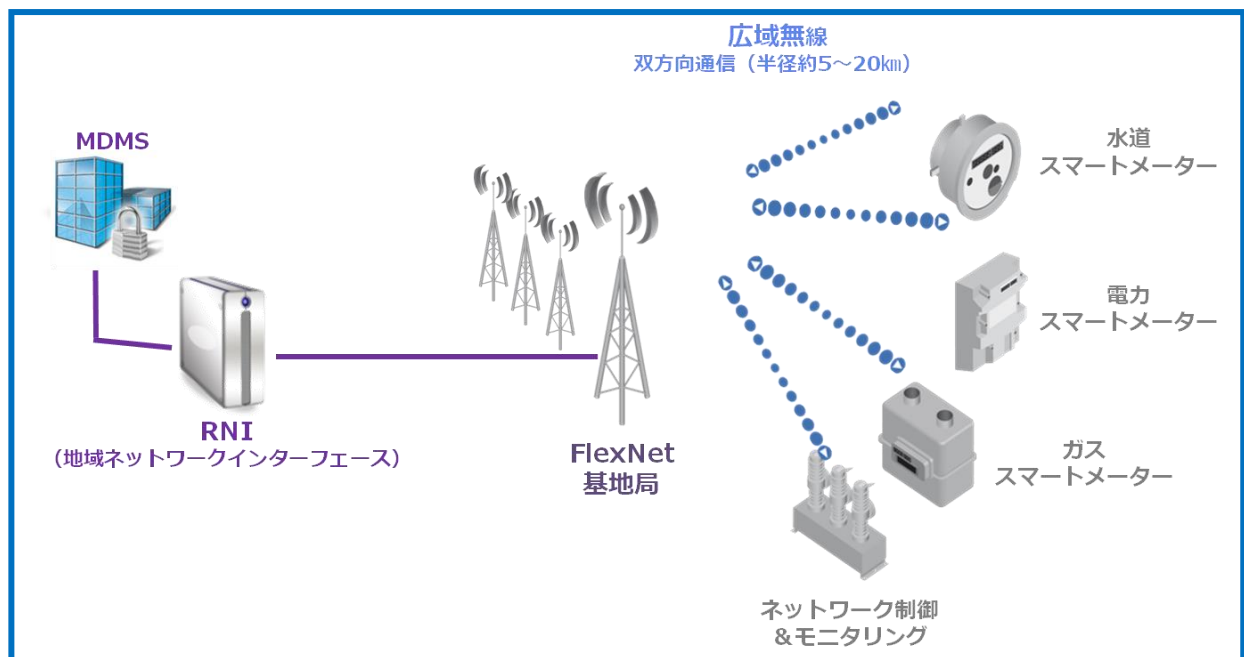 広域無線
双方向通信（半径約5～20㎞）
MDMS
水道
スマートメーター
電力
スマートメーター
RNI
（地域ネットワークインターフェース）
FlexNet
基地局
ガス
スマートメーター
ネットワーク制御
&モニタリング